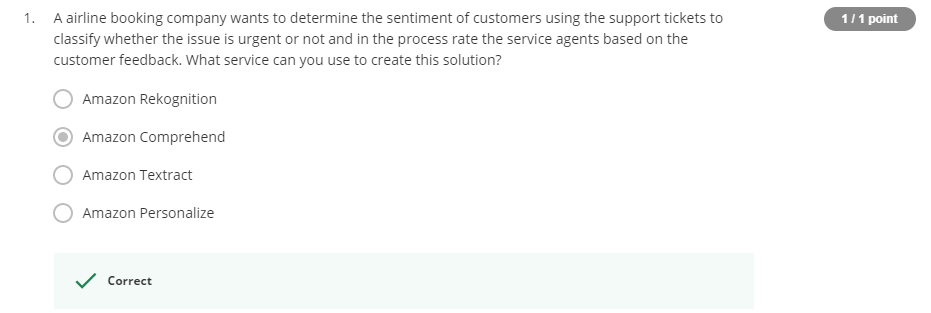 1. A airline booking company wants to determine the sentiment of customers using the support tickets to
1 / 1 point
classify whether the issue is urgent or not and in the process rate the service agents based on the
customer feedback. What service can you use to create this solution?
Amazon Rekognition
Amazon Comprehend
Amazon Textract
Amazon Personalize
Correct